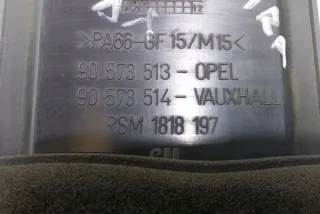 >PA66-GF15/M15<
90 573 513-OPEL
90 573 514-VAUXHALL
RSM 1818 197
GM